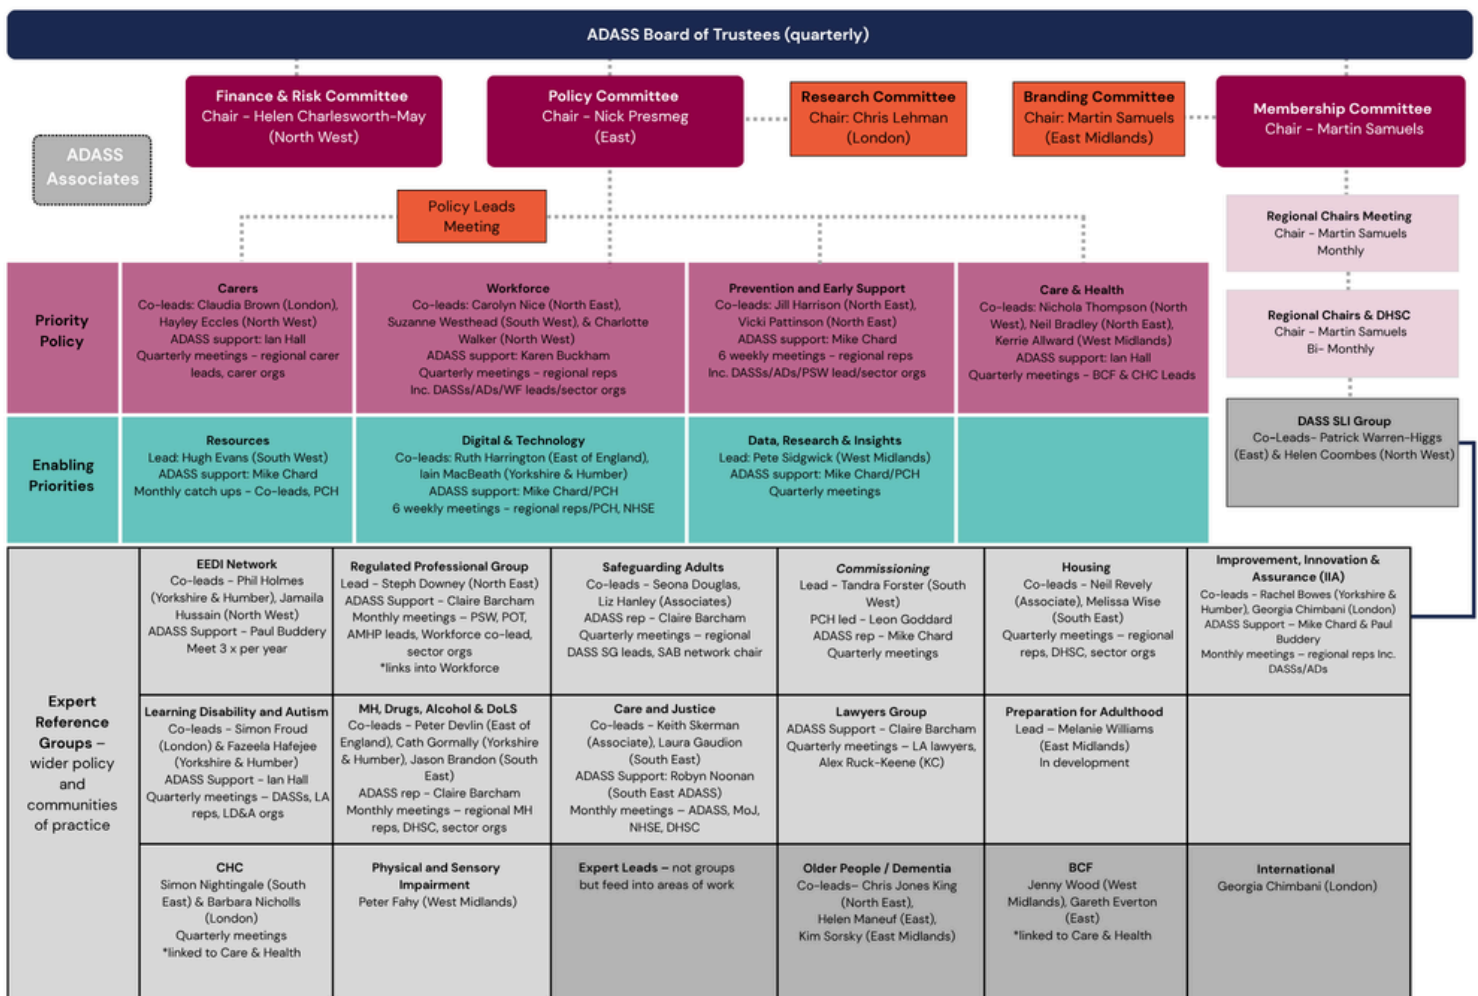 ADASS Board of Trustees (quarterly)
Finance & Risk Committee
Chair - Helen Charlesworth-May
(North West)
Policy Committee
Chair - Nick Presmeg
(East)
Research Committee
Chair: Chris Lehman
(London)
Branding Committee
Chair: Martin Samuels
(East Midlands)
Membership Committee
Chair - Martin Samuels
ADASS
Associates
Policy Leads
Meeting
Regional Chairs Meeting
Chair - Martin Samuels
Monthly
Regional Chairs & DHSC
Chair - Martin Samuels
Bi- Monthly
DASS SLI Group
Co-Leads- Patrick Warren-Higgs
(East) & Helen Coombes (North West)
Priority
Policy
Carers
Co-leads: Claudia Brown (London),
Hayley Eccles (North West)
ADASS support: Ian Hall
Quarterly meetings - regional carer
leads, carer orgs
Workforce
Co-leads: Carolyn Nice (North East),
Suzanne Westhead (South West), & Charlotte
Walker (North West)
ADASS support: Karen Buckham
Quarterly meetings - regional reps
Inc. DASSs/ADs/WF leads/sector orgs
Prevention and Early Support
Co-leads: Jill Harrison (North East),
Vicki Pattinson (North East)
ADASS support: Mike Chard
6 weekly meetings - regional reps
Inc. DASSs/ADs/PSW lead/sector orgs
Care & Health
Co-leads: Nichola Thompson (North
West), Neil Bradley (North East),
Kerrie Allward (West Midlands)
ADASS support: Ian Hall
Quarterly meetings - BCF & CHC Leads
Enabling
Priorities
Resources
Lead: Hugh Evans (South West)
ADASS support: Mike Chard
Monthly catch ups - Co-leads, PCH
Digital & Technology
Co-leads: Ruth Harrington (East of England),
Iain MacBeath (Yorkshire & Humber)
ADASS support: Mike Chard/PCH
6 weekly meetings - regional reps/PCH, NHSE
Data, Research & Insights
Lead: Pete Sidgwick (West Midlands)
ADASS support: Mike Chard/PCH
Quarterly meetings
Expert
Reference
Groups –
wider policy
and
communities
of practice
EEDI Network
Co-leads - Phil Holmes
(Yorkshire & Humber), Jamaila
Hussain (North West)
ADASS Support - Paul Buddery
Meet 3 x per year
Regulated Professional Group
Lead - Steph Downey (North East)
ADASS Support - Claire Barcham
Monthly meetings – PSW, POT,
AMHP leads, Workforce co-lead,
sector orgs
*links into Workforce
Safeguarding Adults
Co-leads - Seona Douglas,
Liz Hanley (Associates)
ADASS rep - Claire Barcham
Quarterly meetings – regional
DASS SG leads, SAB network chair
Commissioning
Lead - Tandra Forster (South
West)
PCH led - Leon Goddard
ADASS rep - Mike Chard
Quarterly meetings
Housing
Co-leads - Neil Revely
(Associate), Melissa Wise
(South East)
Quarterly meetings – regional
reps, DHSC, sector orgs
Improvement, Innovation &
Assurance (IIA)
Co-leads - Rachel Bowes (Yorkshire &
Humber), Georgia Chimbani (London)
ADASS Support – Mike Chard & Paul
Buddery
Monthly meetings – regional reps Inc.
DASSs/ADs
Learning Disability and Autism
Co-leads - Simon Froud
(London) & Fazeela Hafejee
(Yorkshire & Humber)
ADASS Support - Ian Hall
Quarterly meetings – DASSs, LA
reps, LD&A orgs
MH, Drugs, Alcohol & DoLS
Co-leads - Peter Devlin (East of
England), Cath Gormally (Yorkshire
& Humber), Jason Brandon (South
East)
ADASS rep - Claire Barcham
Monthly meetings – regional MH
reps, DHSC, sector orgs
Care and Justice
Co-leads - Keith Skerman
(Associate), Laura Gaudion
(South East)
ADASS Support: Robyn Noonan
(South East ADASS)
Monthly meetings – ADASS, MoJ,
NHSE, DHSC
Lawyers Group
ADASS Support - Claire Barcham
Quarterly meetings – LA lawyers,
Alex Ruck-Keene (KC)
Preparation for Adulthood
Lead – Melanie Williams
(East Midlands)
In development
CHC
Simon Nightingale (South
East) & Barbara Nicholls
(London)
Quarterly meetings
*linked to Care & Health
Physical and Sensory
Impairment
Peter Fahy (West Midlands)
Expert Leads – not groups
but feed into areas of work
Older People / Dementia
Co-leads– Chris Jones King
(North East),
Helen Maneuf (East),
Kim Sorsky (East Midlands)
BCF
Jenny Wood (West
Midlands), Gareth Everton
(East)
*linked to Care & Health
International
Georgia Chimbani (London)